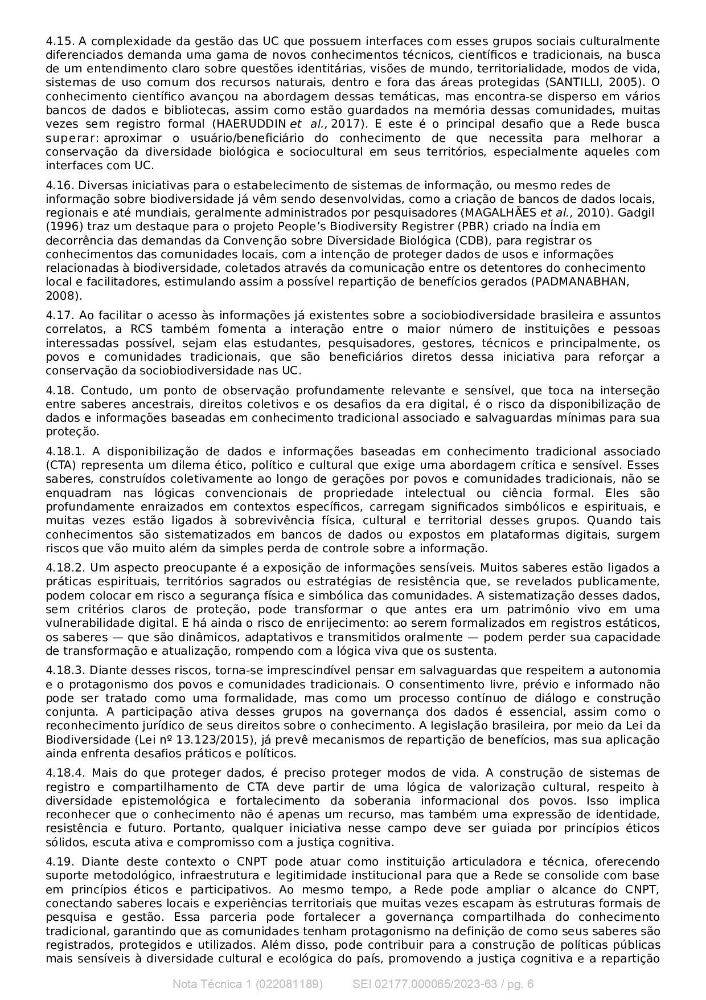 4.15. A complexidade da gestão das UC que possuem interfaces com esses grupos sociais culturalmente
diferenciados demanda uma gama de novos conhecimentos técnicos, científicos e tradicionais, na busca
de um entendimento claro sobre questões identitárias, visões de mundo, territorialidade, modos de vida,
sistemas de uso comum dos recursos naturais, dentro e fora das áreas protegidas (SANTILLI, 2005). O
conhecimento científico avançou na abordagem dessas temáticas, mas encontra-se disperso em vários
bancos de dados e bibliotecas, assim como estão guardados na memória dessas comunidades, muitas
vezes sem registro formal (HAERUDDIN et al., 2017). E este é o principal desafio que a Rede busca
superar: aproximar o usuário/beneficiário do conhecimento de que necessita para melhorar a
conservação da diversidade biológica e sociocultural em seus territórios, especialmente aqueles com
interfaces com UC.
4.16. Diversas iniciativas para o estabelecimento de sistemas de informação, ou mesmo redes de
informação sobre biodiversidade já vêm sendo desenvolvidas, como a criação de bancos de dados locais,
regionais e até mundiais, geralmente administrados por pesquisadores (MAGALHÃES et al., 2010). Gadgil
(1996) traz um destaque para o projeto People's Biodiversity Registrer (PBR) criado na Índia em
decorrência das demandas da Convenção sobre Diversidade Biológica (CDB), para registrar os
conhecimentos das comunidades locais, com a intenção de proteger dados de usos e informações
relacionadas à biodiversidade, coletados através da comunicação entre os detentores do conhecimento
local e facilitadores, estimulando assim a possível repartição de benefícios gerados (PADMANABHAN,
2008).
4.17. Ao facilitar o acesso às informações já existentes sobre a sociobiodiversidade brasileira e assuntos
correlatos, a RCS também fomenta a interação entre o maior número de instituições e pessoas
interessadas possível, sejam elas estudantes, pesquisadores, gestores, técnicos e principalmente, os
povos e comunidades tradicionais, que são beneficiários diretos dessa iniciativa para reforçar a
conservação da sociobiodiversidade nas UC.
4.18. Contudo, um ponto de observação profundamente relevante e sensível, que toca na interseção
entre saberes ancestrais, direitos coletivos e os desafios da era digital, é o risco da disponibilização de
dados e informações baseadas em conhecimento tradicional associado e salvaguardas mínimas para sua
proteção.
4.18.1. A disponibilização de dados e informações baseadas em conhecimento tradicional associado
(CTA) representa um dilema ético, político e cultural que exige uma abordagem crítica e sensível. Esses
saberes, construídos coletivamente ao longo de gerações por povos e comunidades tradicionais, não se
enquadram nas lógicas convencionais de propriedade intelectual ou ciência formal. Eles são
profundamente enraizados em contextos específicos, carregam significados simbólicos e espirituais, e
muitas vezes estão ligados à sobrevivência física, cultural e territorial desses grupos. Quando tais
conhecimentos são sistematizados em bancos de dados ou expostos em plataformas digitais, surgem
riscos que vão muito além da simples perda de controle sobre a informação.
4.18.2. Um aspecto preocupante é a exposição de informações sensíveis. Muitos saberes estão ligados a
práticas espirituais, territórios sagrados ou estratégias de resistência que, se revelados publicamente,
podem colocar em risco a segurança física e simbólica das comunidades. A sistematização desses dados,
sem critérios claros de proteção, pode transformar o que antes era um patrimônio vivo em uma
vulnerabilidade digital. E há ainda o risco de enrijecimento: ao serem formalizados em registros estáticos,
os saberes — que são dinâmicos, adaptativos e transmitidos oralmente — podem perder sua capacidade
de transformação e atualização, rompendo com a lógica viva que os sustenta.
4.18.3. Diante desses riscos, torna-se imprescindível pensar em salvaguardas que respeitem a autonomia
e o protagonismo dos povos e comunidades tradicionais. O consentimento livre, prévio e informado não
pode ser tratado como uma formalidade, mas como um processo contínuo de diálogo e construção
conjunta. A participação ativa desses grupos na governança dos dados é essencial, assim como o
reconhecimento jurídico de seus direitos sobre o conhecimento. A legislação brasileira, por meio da Lei da
Biodiversidade (Lei nº 13.123/2015), já prevê mecanismos de repartição de benefícios, mas sua aplicação
ainda enfrenta desafios práticos e políticos.
4.18.4. Mais do que proteger dados, é preciso proteger modos de vida. A construção de sistemas de
registro e compartilhamento de CTA deve partir de uma lógica de valorização cultural, respeito à
diversidade epistemológica e fortalecimento da soberania informacional dos povos. Isso implica
reconhecer que o conhecimento não é apenas um recurso, mas também uma expressão de identidade,
resistência e futuro. Portanto, qualquer iniciativa nesse campo deve ser guiada por princípios éticos
sólidos, escuta ativa e compromisso com a justiça cognitiva.
4.19. Diante deste contexto o CNPT pode atuar como instituição articuladora e técnica, oferecendo
suporte metodológico, infraestrutura e legitimidade institucional para que a Rede se consolide com base
em princípios éticos e participativos. Ao mesmo tempo, a Rede pode ampliar o alcance do CNPT,
conectando saberes locais e experiências territoriais que muitas vezes escapam às estruturas formais de
pesquisa e gestão. Essa parceria pode fortalecer a governança compartilhada do conhecimento
tradicional, garantindo que as comunidades tenham protagonismo na definição de como seus saberes são
registrados, protegidos e utilizados. Além disso, pode contribuir para a construção de políticas públicas
mais sensíveis à diversidade cultural e ecológica do país, promovendo a justiça cognitiva e a repartição
Nota Técnica 1 (022081189) SEI 02177.000065/2023-63 / pg. 6